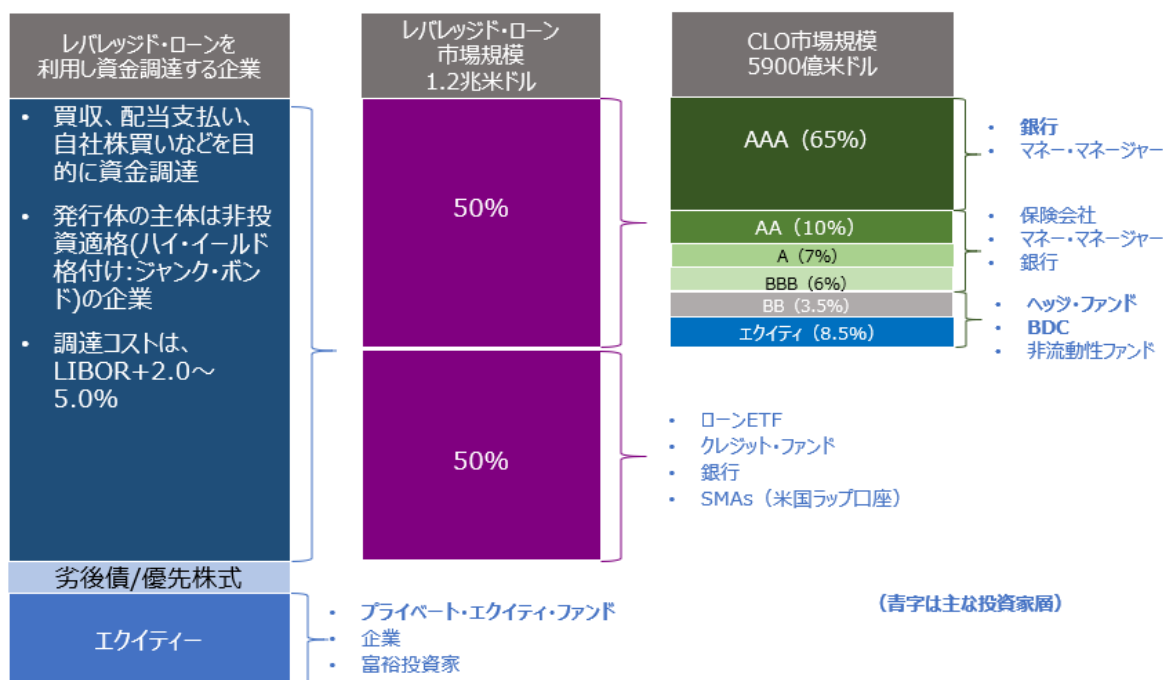 レバレッジド・ローンを
利用し資金調達する企業
• 買収、配当支払い、
自社株買いなどを目
的に資金調達
• 発行体の主体は非投
資適格(ハイ・イールド
格付け:ジャンク・ボン
ド)の企業
• 調達コストは、
LIBOR+2.0～
5.0%
劣後債/優先株式
エクイティー
• プライベート・エクイティ・ファンド
• 企業
• 富裕投資家
レバレッジド・ローン
市場規模
1.2兆米ドル
50%
50%
• ローンETF
• クレジット・ファンド
• 銀行
• SMAs（米国ラップ口座）
CLO市場規模
5900億米ドル
AAA（65%）
AA（10%）
A（7%）
BBB（6%）
BB（3.5%）
エクイティ（8.5%）
• 銀行
• マネー・マネージャー
• 保険会社
• マネー・マネージャー
• 銀行
• ヘッジ・ファンド
• BDC
• 非流動性ファンド
（青字は主な投資家層）